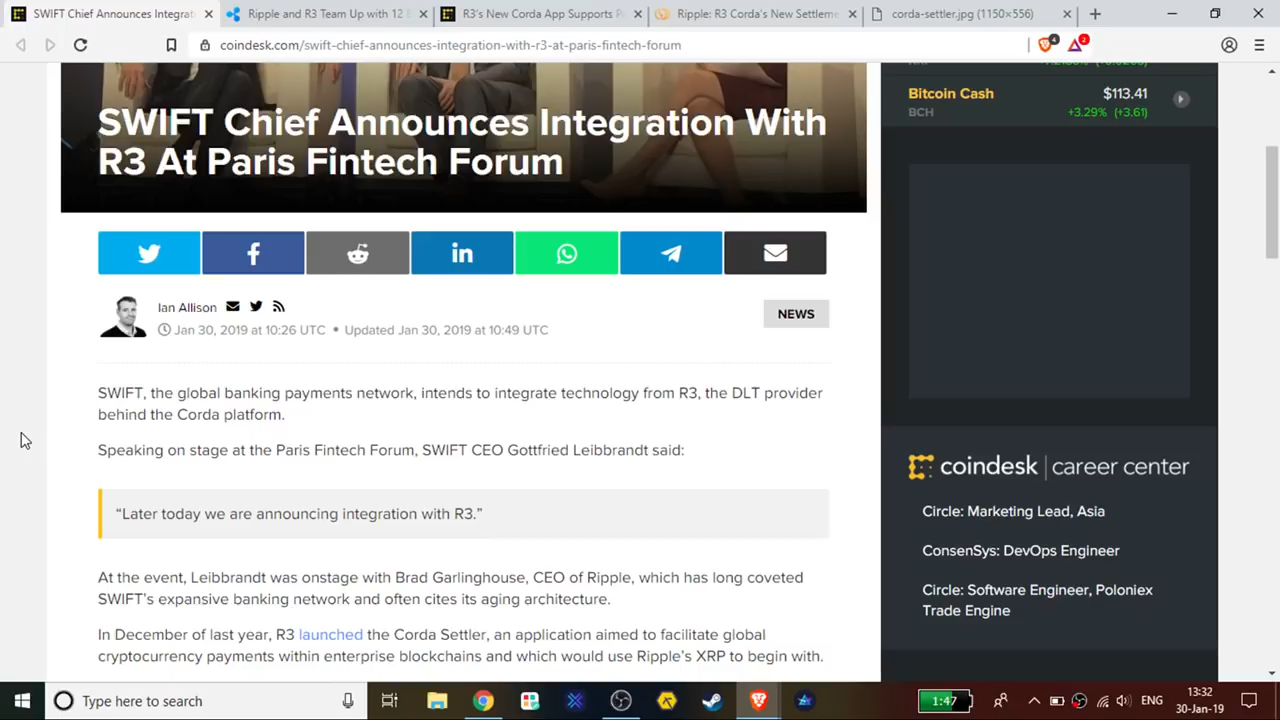 SWIFT Chief Announces Integrat
Ripple and R3 Team Up with 12 B
R3's New Corda App Supports P
Ripple: R3 Corda's New Settleme
corda-settler.jpg (1150×556)
coindesk.com/swift-chief-announces-integration-with-r3-at-paris-fintech-forum
4
2
SWIFT Chief Announces Integration With
R3 At Paris Fintech Forum
Ian Allison
Jan 30, 2019 at 10:26 UTC • Updated Jan 30, 2019 at 10:49 UTC
NEWS
SWIFT, the global banking payments network, intends to integrate technology from R3, the DLT provider
behind the Corda platform.
Speaking on stage at the Paris Fintech Forum, SWIFT CEO Gottfried Leibbrandt said:
“Later today we are announcing integration with R3.”
At the event, Leibbrandt was onstage with Brad Garlinghouse, CEO of Ripple, which has long coveted
SWIFT’s expansive banking network and often cites its aging architecture.
In December of last year, R3 launched the Corda Settler, an application aimed to facilitate global
cryptocurrency payments within enterprise blockchains and which would use Ripple’s XRP to begin with.
Bitcoin Cash
$113.41
BCH
+3.29% (+3.61)
coindesk | career center
Circle: Marketing Lead, Asia
ConsenSys: DevOps Engineer
Circle: Software Engineer, Poloniex
Trade Engine
Type here to search
1:47
ENG
13:32
30-Jan-19